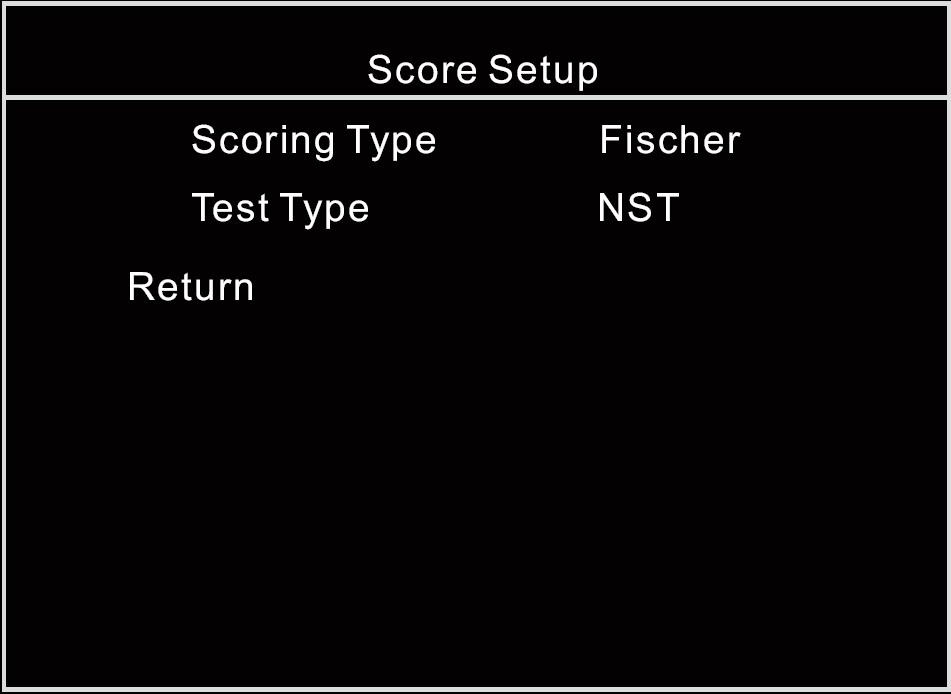 Score Setup
Scoring Type Fischer
Test Type NST
Return